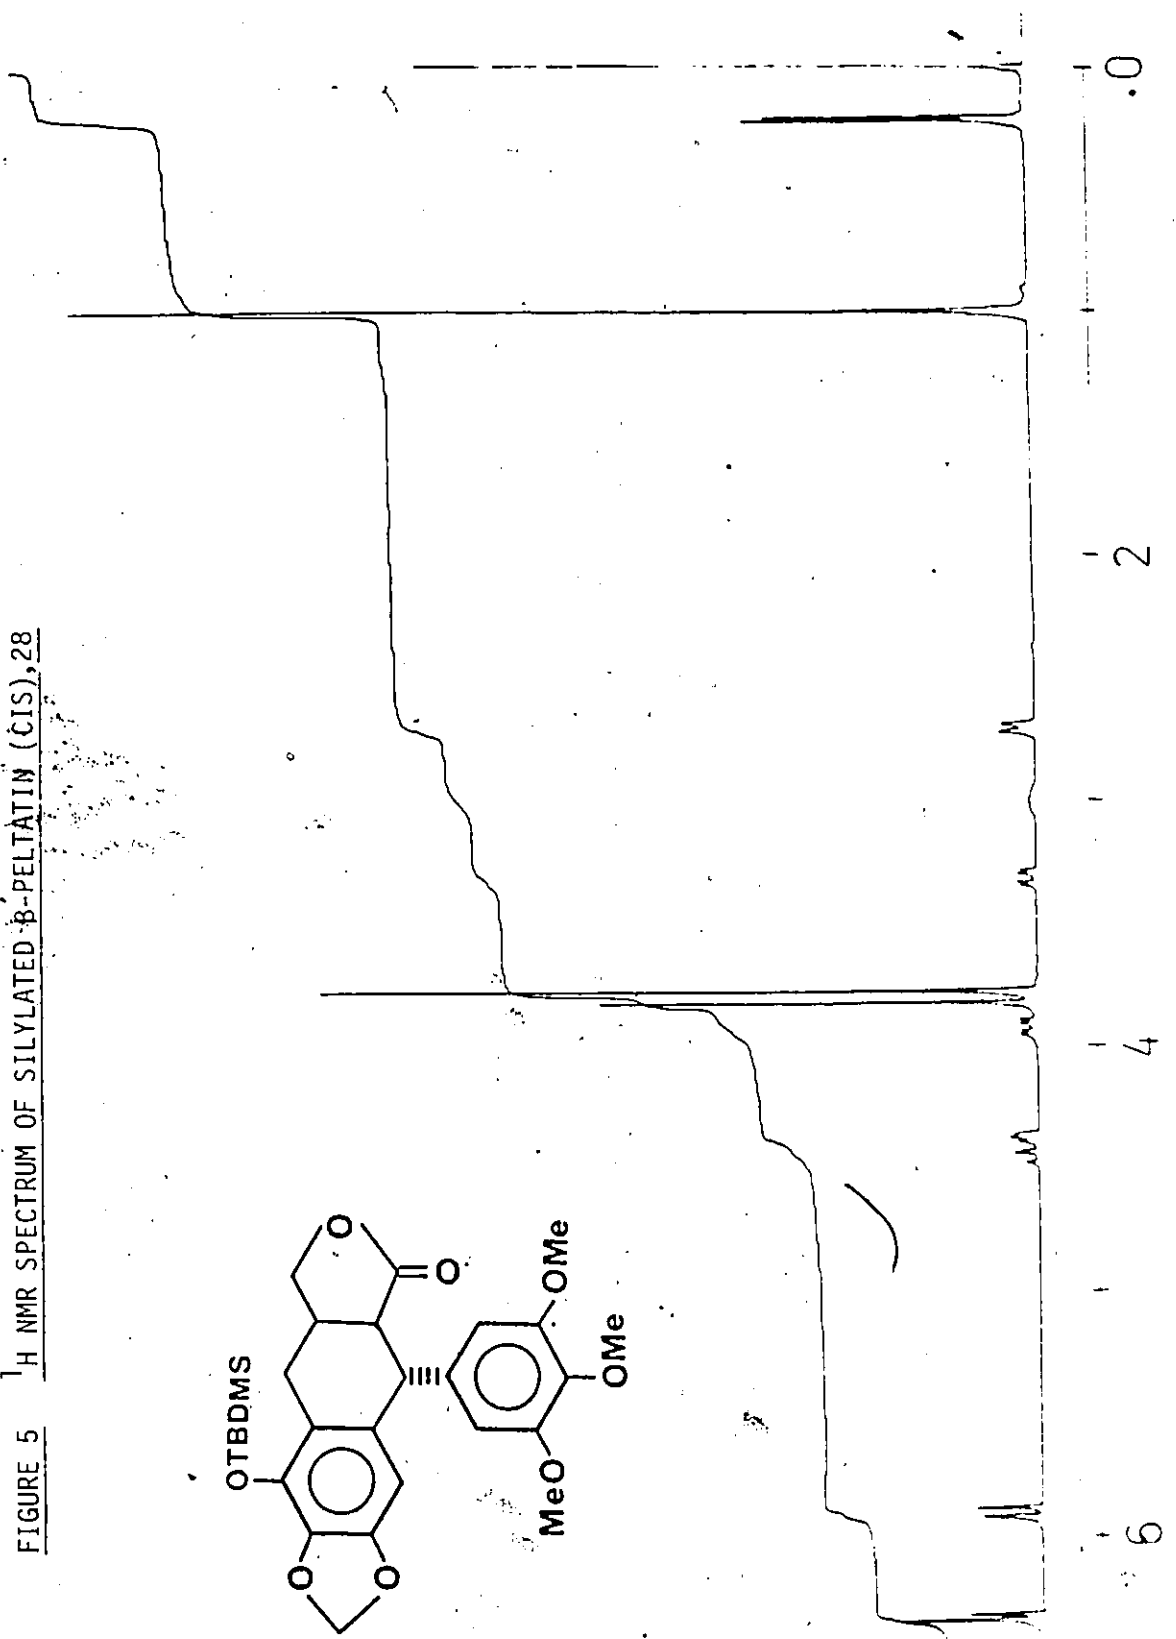 FIGURE 5 1H NMR SPECTRUM OF SILYLATED B-PELTATIN (CIS),28
OTBDMS
O
O
O
O
MeO
OMe
OMe
6
4
2
.0